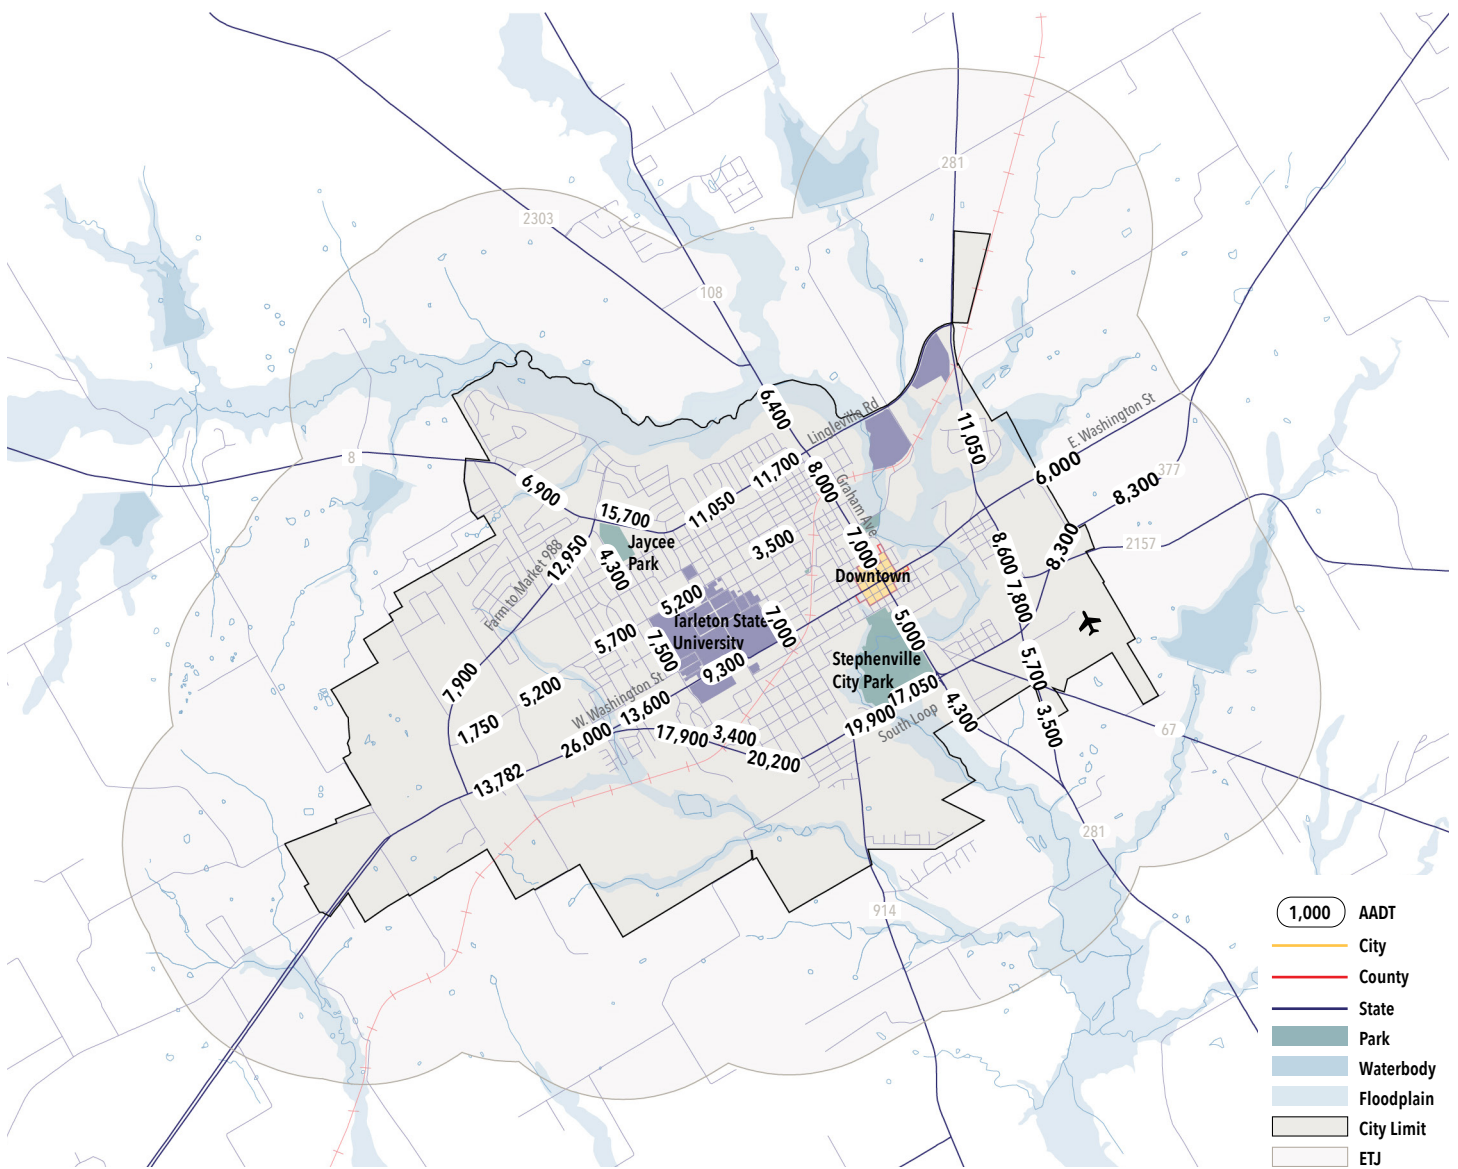 281
2303
108
6,400
Lingleville Rd
11,050
E. Washington St
8
6,900
11,700
8,000
6,000
377
8,300
15,700
11,050
Graham Ave
Farm to Market 988
12,950
Jaycee
Park
4,300
3,500
7,000
8,600
8,300
2157
Downtown
5,200
7,800
Tarleton State
University
7,000
5,000
5,700
7,500
9,300
Stephenville
City Park
5,700
7,900
5,200
W. Washington St
13,600
17,050
4,300
3,500
1,750
26,000
17,900
3,400
19,900
South Loop
67
20,200
13,782
281
914
1,000 AADT
City
County
State
Park
Waterbody
Floodplain
City Limit
ETJ